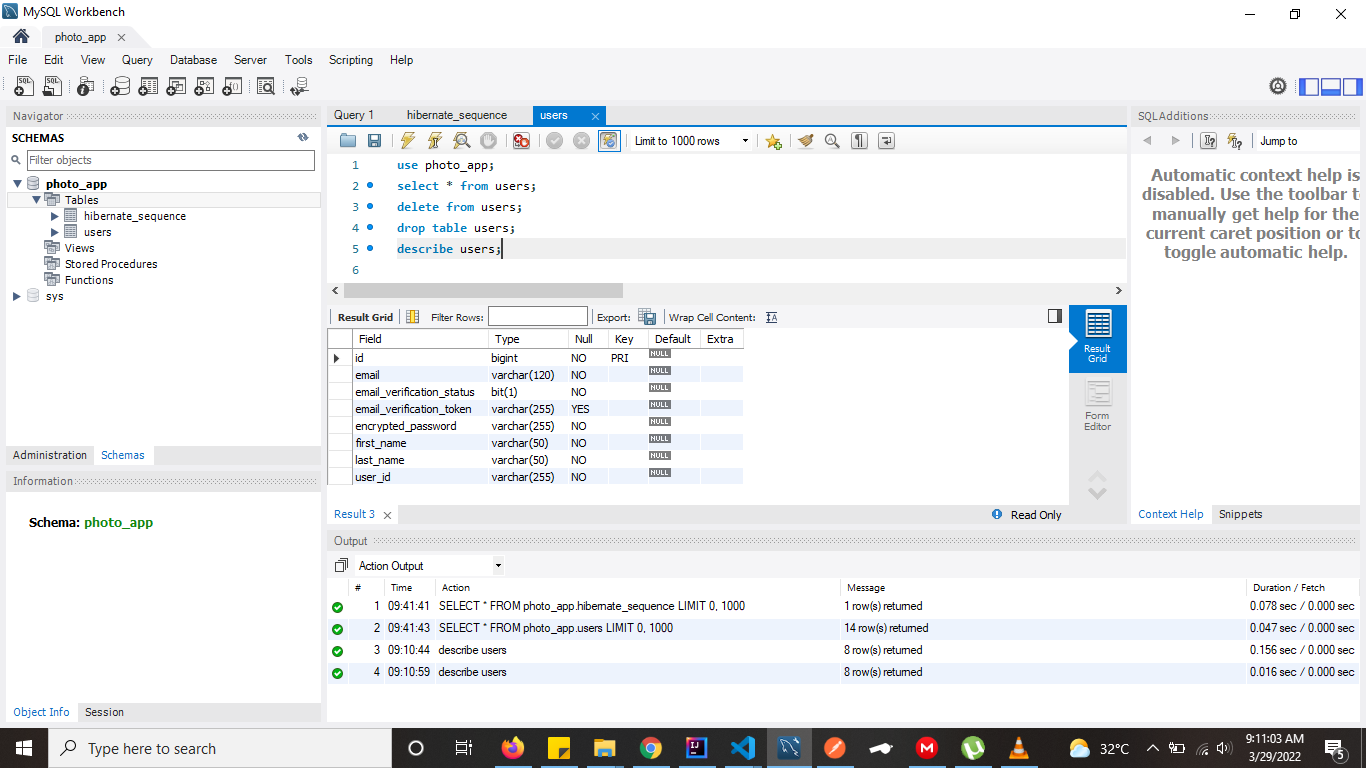 MySQL Workbench
photo_app
File Edit View Query Database Server Tools Scripting Help
Navigator
SCHEMAS
Filter objects
photo_app
Tables
hibernate_sequence
users
Views
Stored Procedures
Functions
sys
Administration Schemas
Information
Schema: photo_app
Object Info Session
Query 1 hibernate_sequence users
Limit to 1000 rows
1 use photo_app;
2 select * from users;
3 delete from users;
4 drop table users;
5 describe users;
6
Result Grid Filter Rows: Export: Wrap Cell Content:
Field Type Null Key Default Extra
id bigint NO PRI NULL
email varchar(120) NO NULL
email_verification_status bit(1) NO NULL
email_verification_token varchar(255) YES NULL
encrypted_password varchar(255) NO NULL
first_name varchar(50) NO NULL
last_name varchar(50) NO NULL
user_id varchar(255) NO NULL
Result
Grid
Form
Editor
Result 3 Read Only
SQLAdditions
Jump to
Automatic context help is
disabled. Use the toolbar to
manually get help for the
current caret position or to
toggle automatic help.
Context Help Snippets
Output
Action Output
# Time Action Message Duration / Fetch
1 09:41:41 SELECT * FROM photo_app.hibernate_sequence LIMIT 0, 1000 1 row(s) returned 0.078 sec / 0.000 sec
2 09:41:43 SELECT * FROM photo_app.users LIMIT 0, 1000 14 row(s) returned 0.047 sec / 0.000 sec
3 09:10:44 describe users 8 row(s) returned 0.156 sec / 0.000 sec
4 09:10:59 describe users 8 row(s) returned 0.016 sec / 0.000 sec
Type here to search
32°C
9:11:03 AM
3/29/2022
5